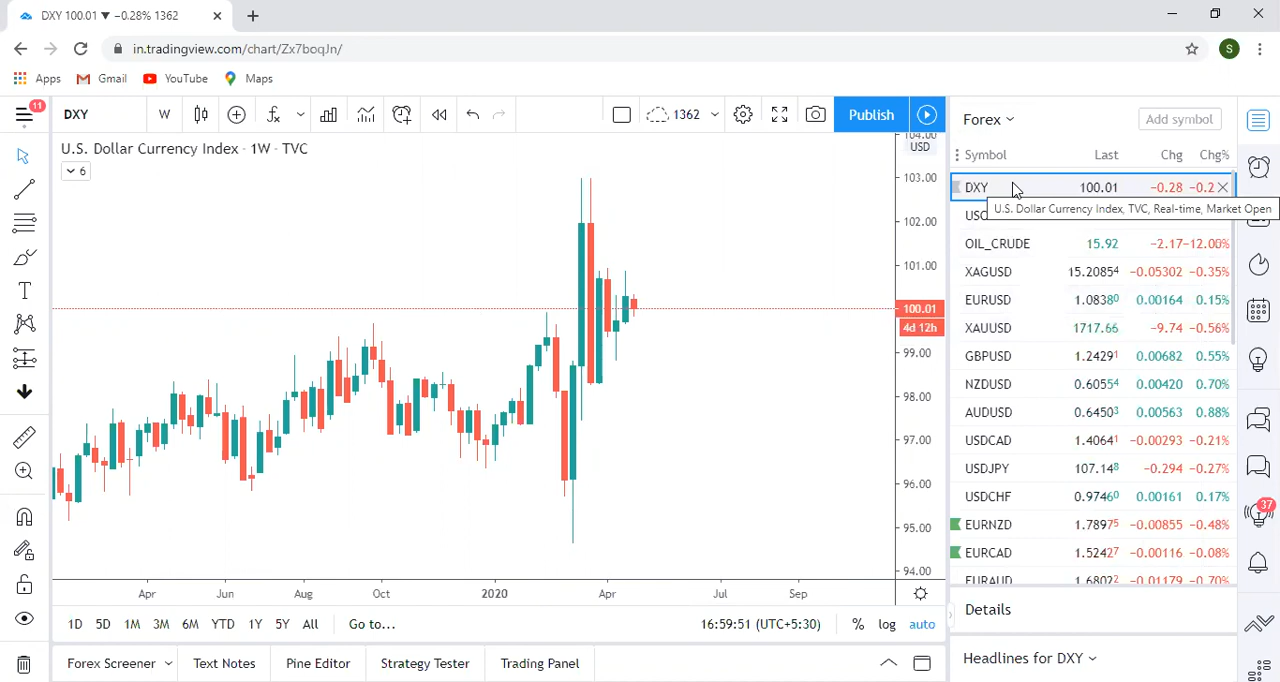 DXY 100.01 ▼ −0.28% 1362
in.tradingview.com/chart/Zx7boqJn/
S
Apps Gmail YouTube Maps
11
DXY W 1362 Publish
Forex
Add symbol
U.S. Dollar Currency Index · 1W · TVC
6
104.00
USD
103.00
102.00
101.00
100.01
4d 12h
99.00
98.00
97.00
96.00
95.00
94.00
Apr Jun Aug Oct 2020 Apr Jul Sep
1D 5D 1M 3M 6M YTD 1Y 5Y All Go to... 16:59:51 (UTC+5:30) % log auto
Forex Screener Text Notes Pine Editor Strategy Tester Trading Panel
Symbol Last Chg Chg%
DXY 100.01 −0.28 −0.2
U.S. Dollar Currency Index, TVC, Real-time, Market Open
OIL_CRUDE 15.92 −2.17 −12.00%
XAGUSD 15.20854 −0.05302 −0.35%
EURUSD 1.08380 0.00164 0.15%
XAUUSD 1717.66 −9.74 −0.56%
GBPUSD 1.24291 0.00682 0.55%
NZDUSD 0.60554 0.00420 0.70%
AUDUSD 0.64503 0.00563 0.88%
USDCAD 1.40641 −0.00293 −0.21%
USDJPY 107.148 −0.294 −0.27%
USDCHF 0.97460 0.00161 0.17%
EURNZD 1.78975 −0.00855 −0.48%
EURCAD 1.52427 −0.00116 −0.08%
EURAUD 1.68022 −0.01179 −0.70%
37
Details
Headlines for DXY